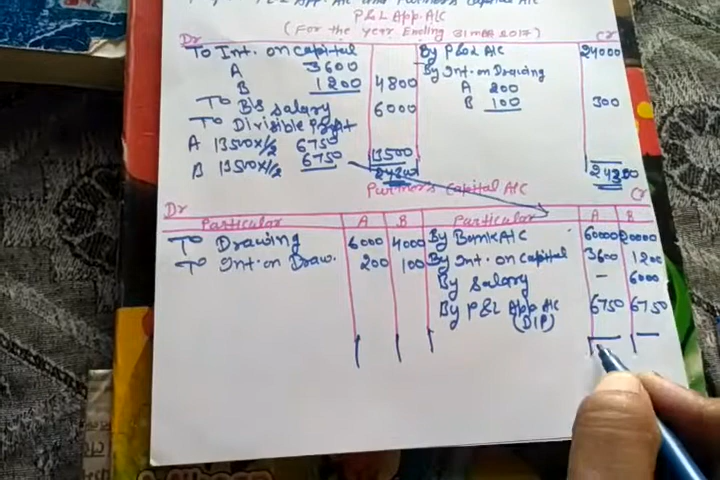 P&L App. A/C
(For the year Ending 31 Mar 2017)
Dr Cr
To Int. on capital By P&L A/C 24000
A 3600 By Int. on Drawing
B 1200 4800 A 200
To B's salary 6000 B 100 300
To Divisible Profit
A 13500x1/2 6750
B 13500x1/2 6750 13500
24300 24300
Partners Capital A/C
Dr Cr
Particular A B Particular A B
To Drawing 6000 4000 By Bank A/C 60000 20000
To Int. on Draw. 200 100 By Int. on capital 3600 1200
By Salary - 6000
By P&L App. A/C 6750 6750
(DIP)